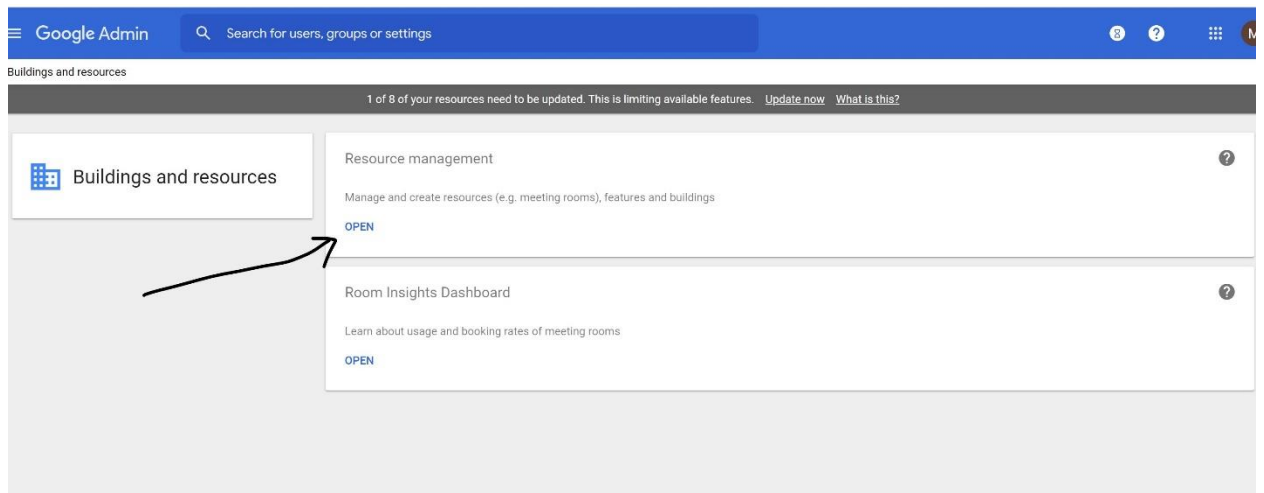 Google Admin
Search for users, groups or settings
Buildings and resources
1 of 8 of your resources need to be updated. This is limiting available features. Update now What is this?
Buildings and resources
Resource management
Manage and create resources (e.g. meeting rooms), features and buildings
OPEN
Room Insights Dashboard
Learn about usage and booking rates of meeting rooms
OPEN